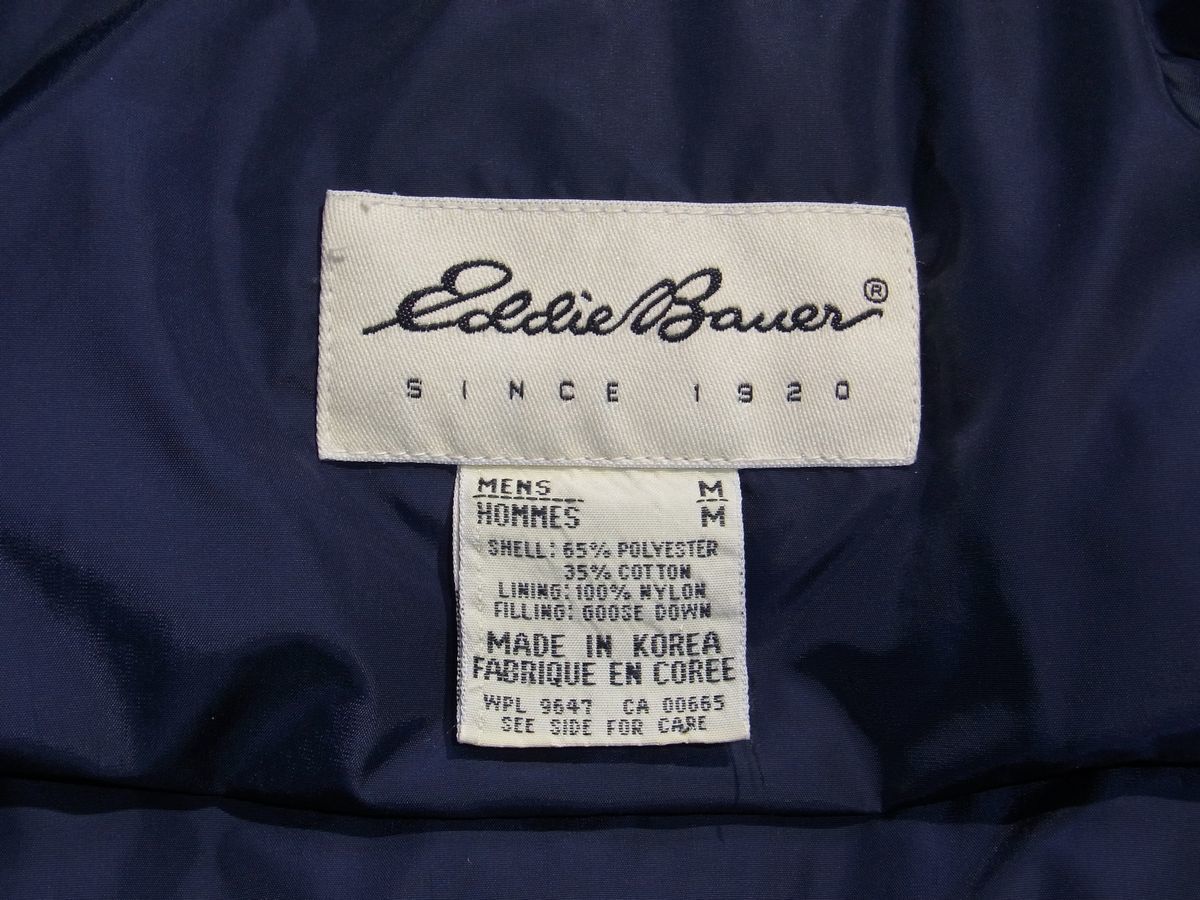 Eddie Bauer®
SINCE 1920
MENS M
HOMMES M
SHELL: 65% POLYESTER
35% COTTON
LINING: 100% NYLON
FILLING: GOOSE DOWN
MADE IN KOREA
FABRIQUE EN COREE
WPL 9647 CA 00665
SEE SIDE FOR CARE